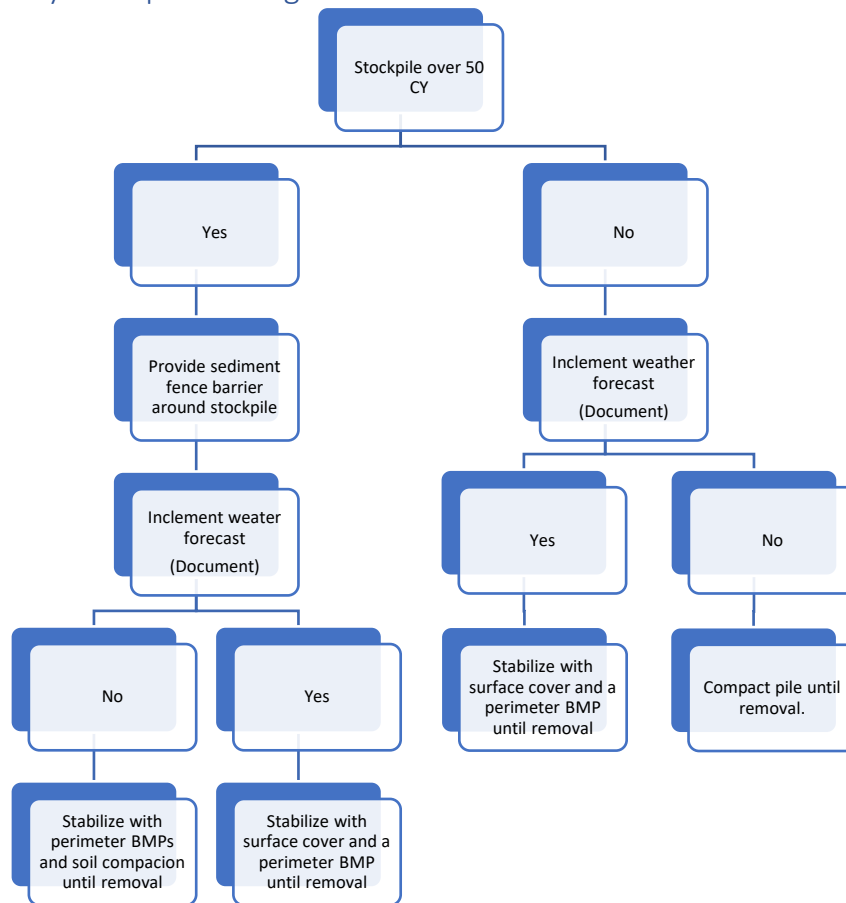 Stockpile over 50
CY
Yes
No
Provide sediment
fence barrier
around stockpile
Inclement weather
forecast
(Document)
Inclement weater
forecast
(Document)
Yes
No
No
Yes
Stabilize with
surface cover and a
perimeter BMP
until removal
Compact pile until
removal.
Stabilize with
perimeter BMPs
and soil compacion
until removal
Stabilize with
surface cover and a
perimeter BMP
until removal